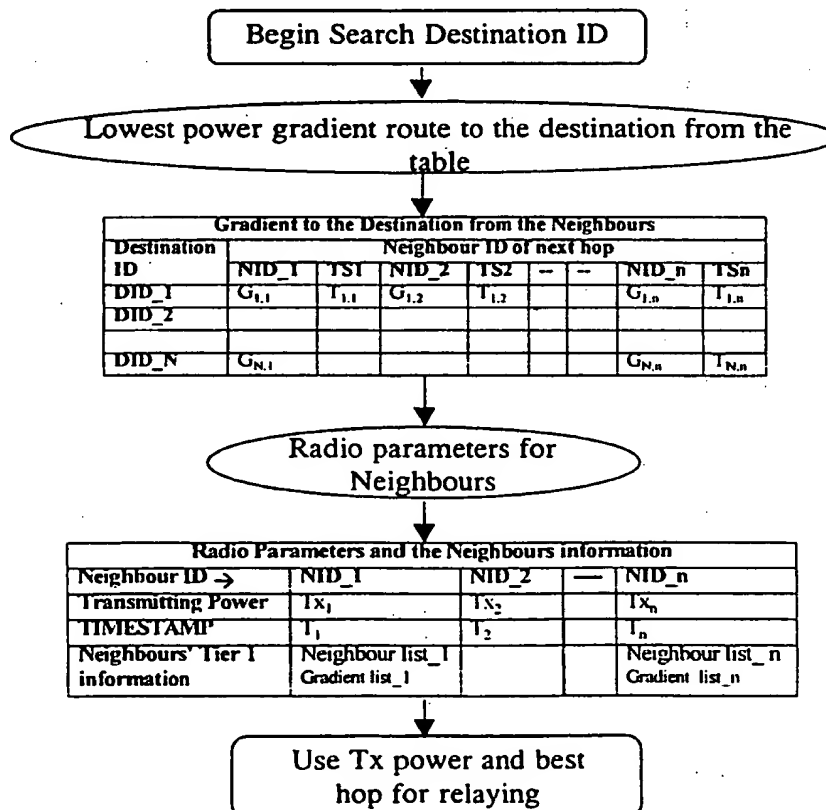 Begin Search Destination ID
Lowest power gradient route to the destination from the
table
Gradient to the Destination from the Neighbours
Destination ID Neighbour ID of next hop
NID_1 TS1 NID_2 TS2 -- -- NID_n TSn
DID_1 G1,1 T1,1 G1,2 T1,2 G1,n T1,n
DID_2
DID_N GN,1 GN,n TN,n
Radio parameters for
Neighbours
Radio Parameters and the Neighbours information
Neighbour ID → NID_1 NID_2 — NID_n
Transmitting Power Tx1 Tx2 Txn
TIMESTAMP T1 T2 Tn
Neighbours' Tier 1 Neighbour list_1 Neighbour list_n
information Gradient list_1 Gradient list_n
Use Tx power and best
hop for relaying